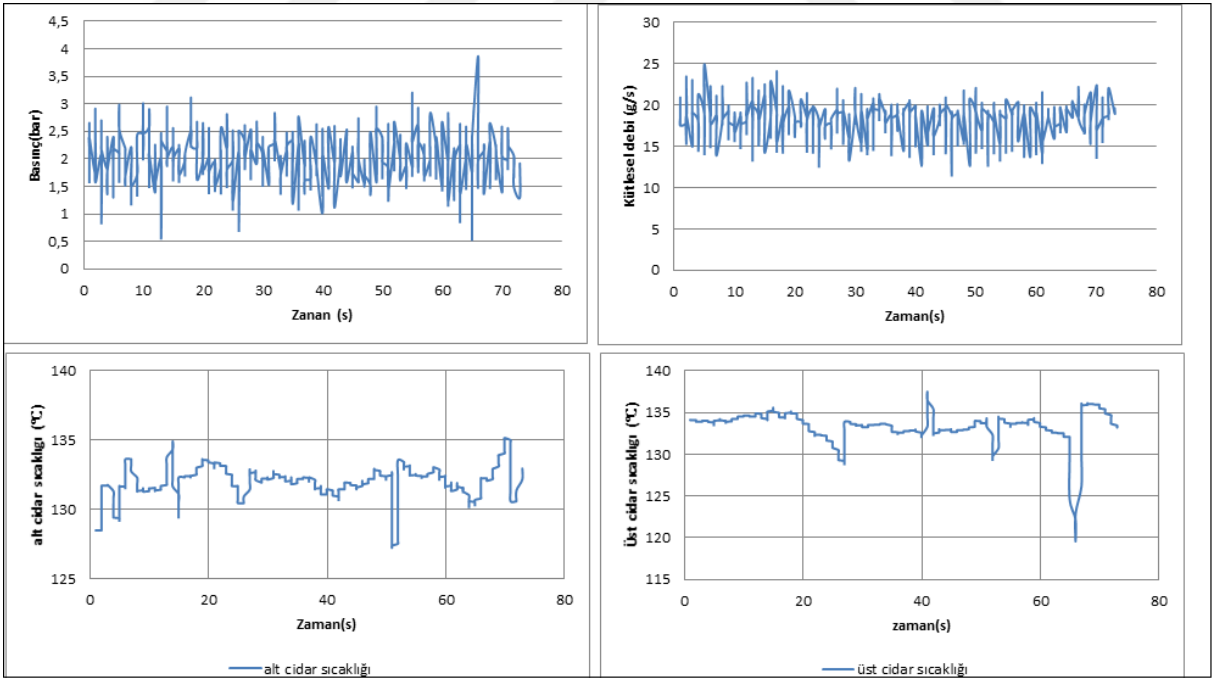 Basınç(bar)
4,5
4
3,5
3
2,5
2
1,5
1
0,5
0
0 10 20 30 40 50 60 70 80
Zanan (s)
Kütlesel debi (g/s)
30
25
20
15
10
5
0
0 10 20 30 40 50 60 70 80
Zaman(s)
alt cidar sıcaklıgı (°C)
140
135
130
125
0 20 40 60 80
Zaman(s)
alt cidar sıcaklığı
Üst cidar sıcaklıgı (°C)
140
135
130
125
120
115
0 20 40 60 80
zaman(s)
üst cidar sıcaklığı